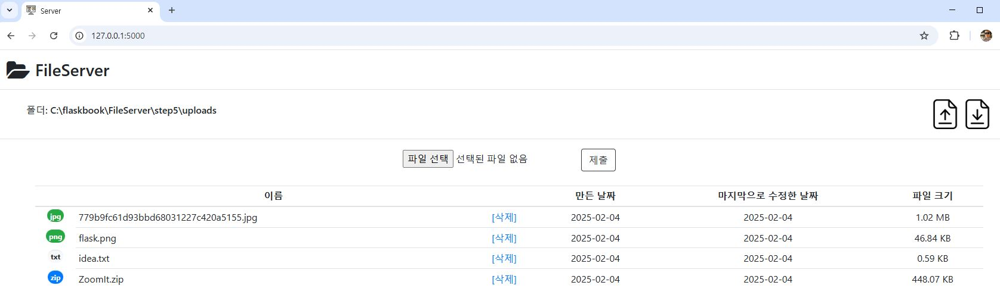 Server
127.0.0.1:5000
FileServer
폴더: C:\flaskbook\FileServer\step5\uploads
파일 선택 선택된 파일 없음 제출
이름 만든 날짜 마지막으로 수정한 날짜 파일 크기
jpg 779b9fc61d93bbd68031227c420a5155.jpg [삭제] 2025-02-04 2025-02-04 1.02 MB
png flask.png [삭제] 2025-02-04 2025-02-04 46.84 KB
txt idea.txt [삭제] 2025-02-04 2025-02-04 0.59 KB
zip ZoomIt.zip [삭제] 2025-02-04 2025-02-04 448.07 KB